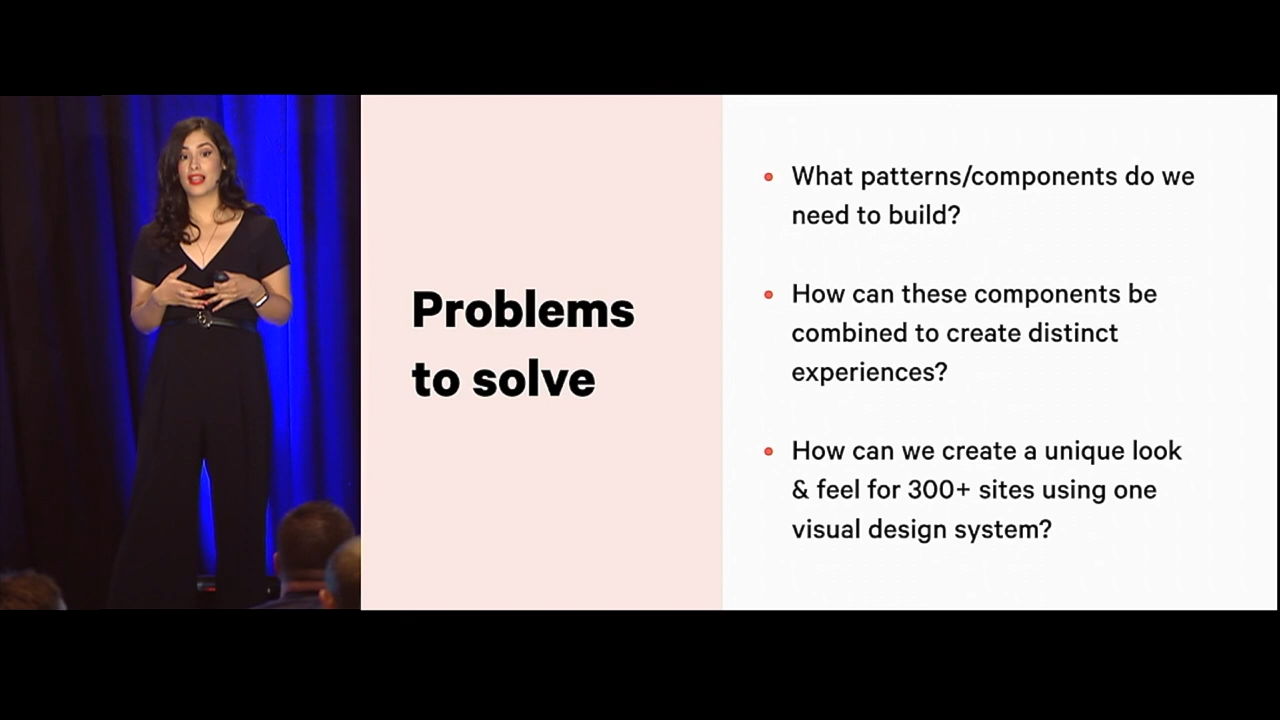 Problems
to solve
What patterns/components do we
need to build?
How can these components be
combined to create distinct
experiences?
How can we create a unique look
& feel for 300+ sites using one
visual design system?